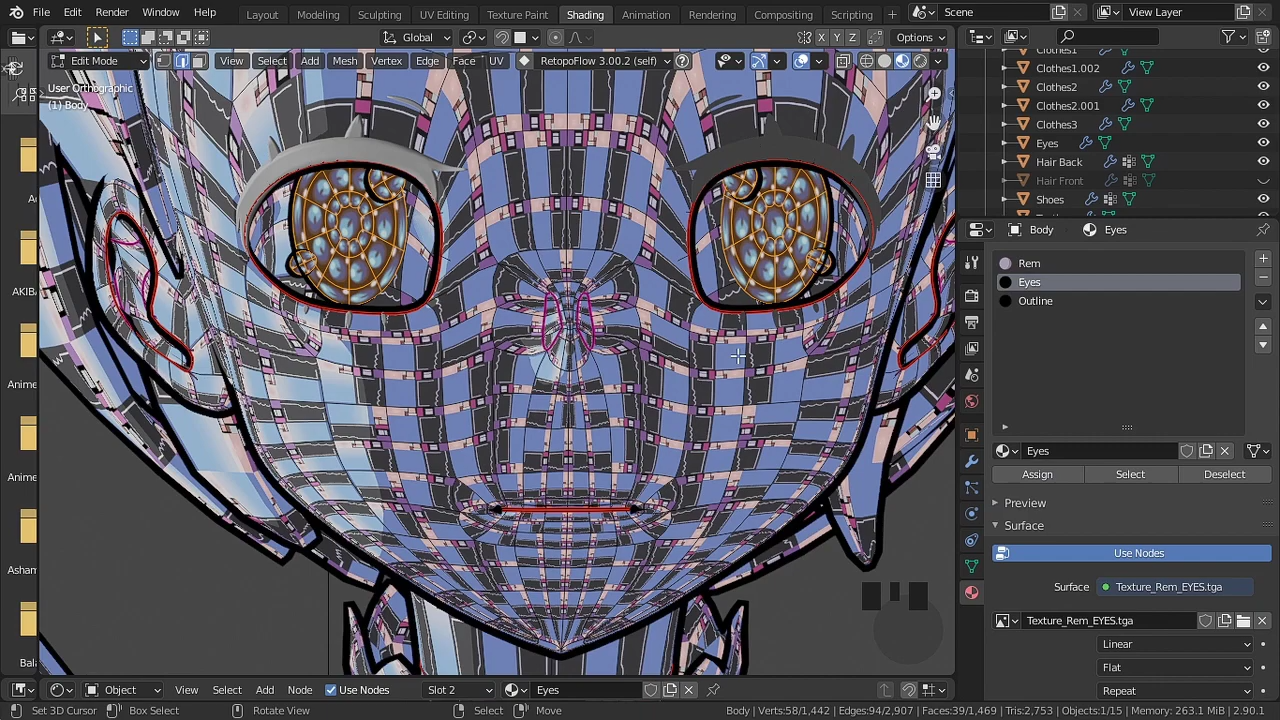 File Edit Render Window Help Layout Modeling Sculpting UV Editing Texture Paint Shading Animation Rendering Compositing Scripting + Scene View Layer
Global Options X Y Z
Edit Mode View Select Add Mesh Vertex Edge Face UV RetopoFlow 3.00.2 (self)
User Orthographic
(1) Body
Clothes1
Clothes1.002
Clothes2
Clothes2.001
Clothes3
Eyes
Hair Back
Hair Front
Shoes
Body Eyes
Rem
Eyes
Outline
Eyes
Assign Select Deselect
Preview
Surface
Use Nodes
Surface Texture_Rem_EYES.tga
Texture_Rem_EYES.tga
Linear
Flat
Repeat
AKIBA
Anime
Anime
Anime
Asham
Bala
Object View Select Add Node Use Nodes Slot 2 Eyes
Set 3D Cursor Box Select Rotate View Select Move Body | Verts:58/1,442 | Edges:94/2,907 | Faces:39/1,469 | Tris:2,753 | Objects:1/15 | Memory: 263.1 MiB | 2.90.1